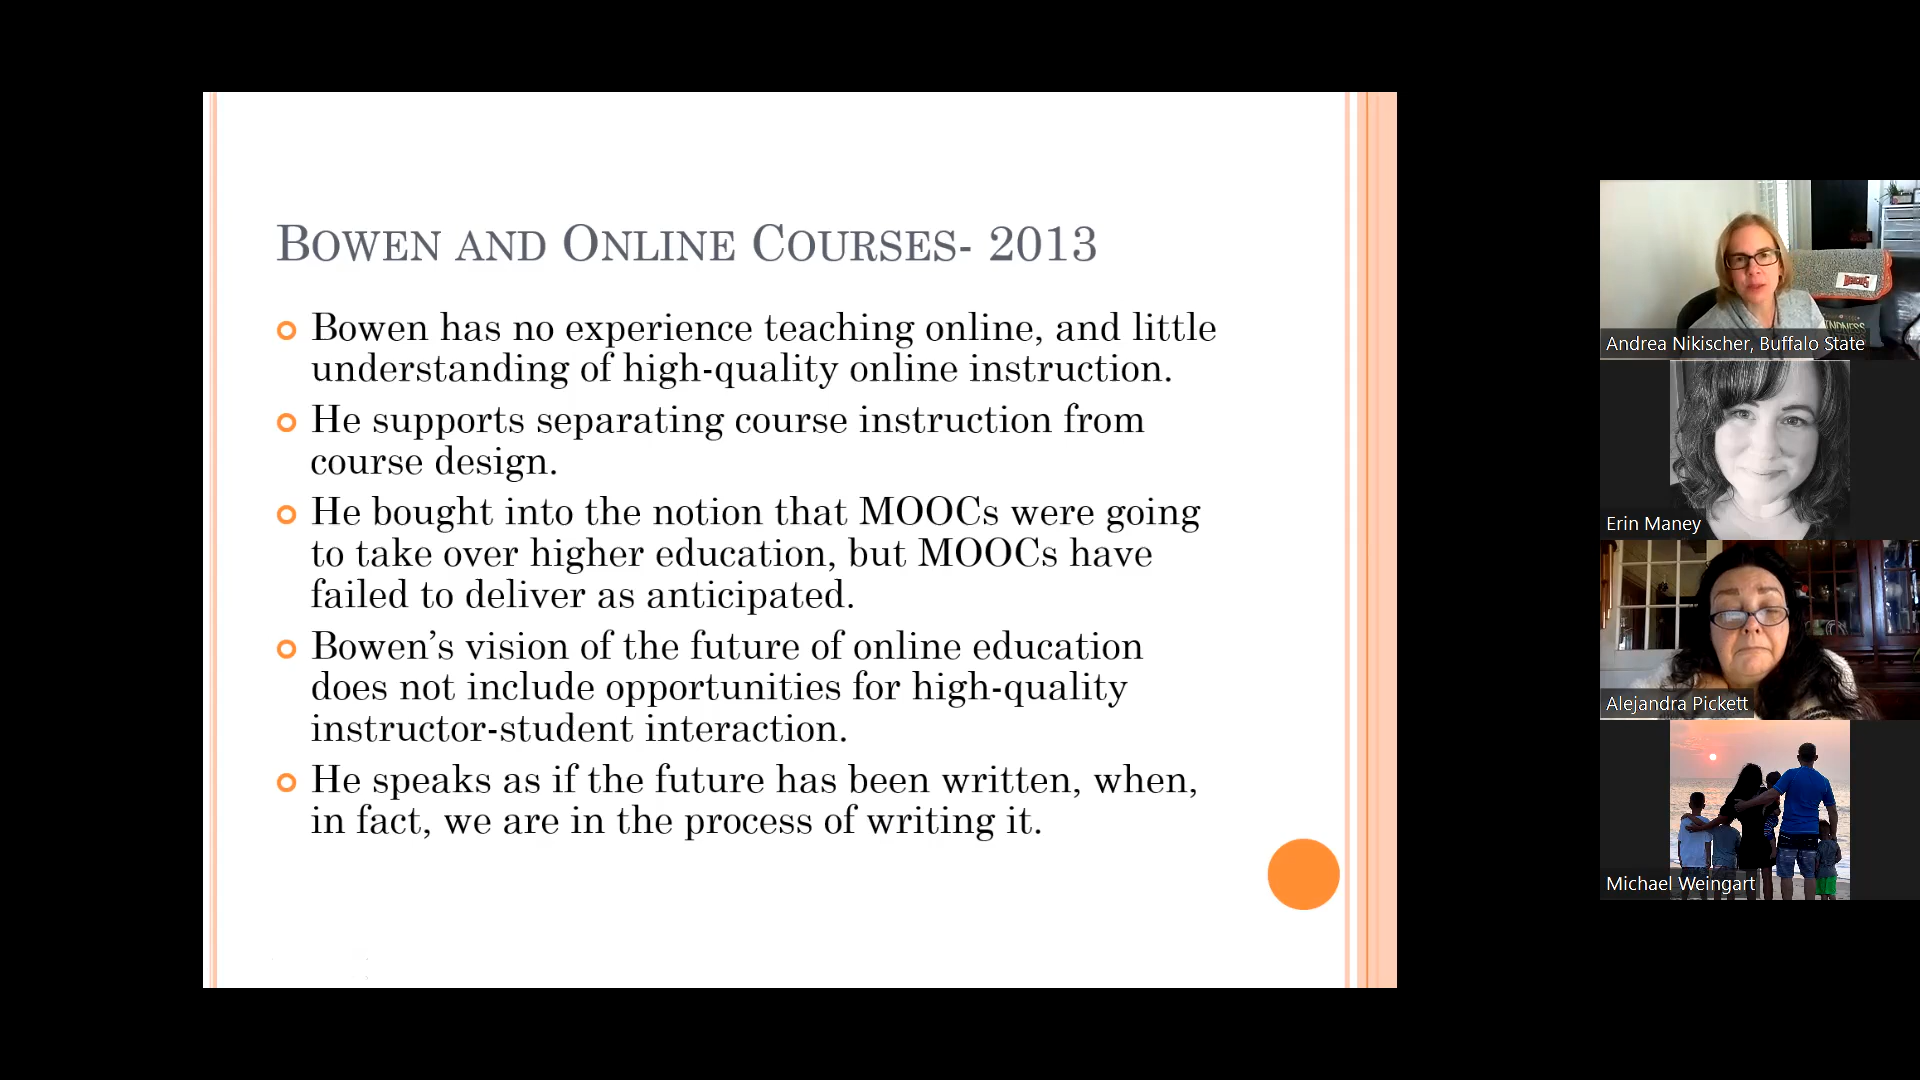 BOWEN AND ONLINE COURSES- 2013
Bowen has no experience teaching online, and little
understanding of high-quality online instruction.
He supports separating course instruction from
course design.
He bought into the notion that MOOCs were going
to take over higher education, but MOOCs have
failed to deliver as anticipated.
Bowen’s vision of the future of online education
does not include opportunities for high-quality
instructor-student interaction.
He speaks as if the future has been written, when,
in fact, we are in the process of writing it.
Andrea Nikischer, Buffalo State
Erin Maney
Alejandra Pickett
Michael Weingart